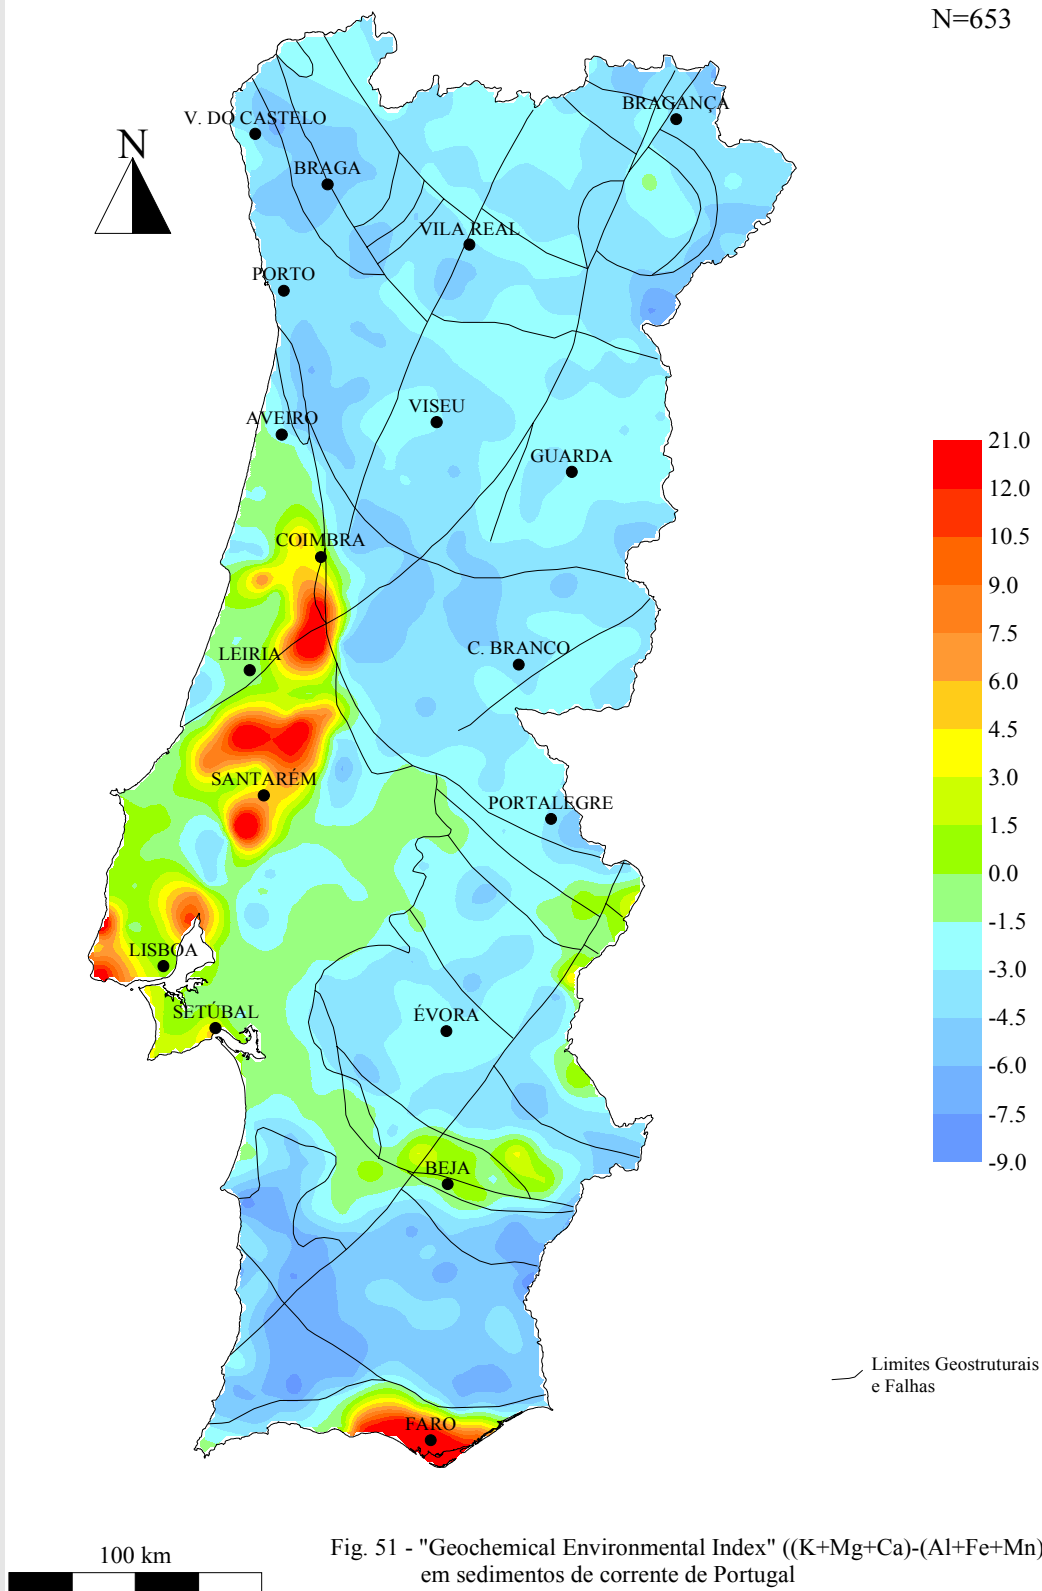 N=653
BRAGANÇA
V. DO CASTELO
N
BRAGA
VILA REAL
PORTO
VISEU
AVEIRO
GUARDA
COIMBRA
C. BRANCO
LEIRIA
SANTARÉM
PORTALEGRE
LISBOA
SETÚBAL
ÉVORA
BEJA
FARO
21.0
12.0
10.5
9.0
7.5
6.0
4.5
3.0
1.5
0.0
-1.5
-3.0
-4.5
-6.0
-7.5
-9.0
Limites Geostruturais
e Falhas
100 km
Fig. 51 - "Geochemical Environmental Index" ((K+Mg+Ca)-(Al+Fe+Mn)
em sedimentos de corrente de Portugal